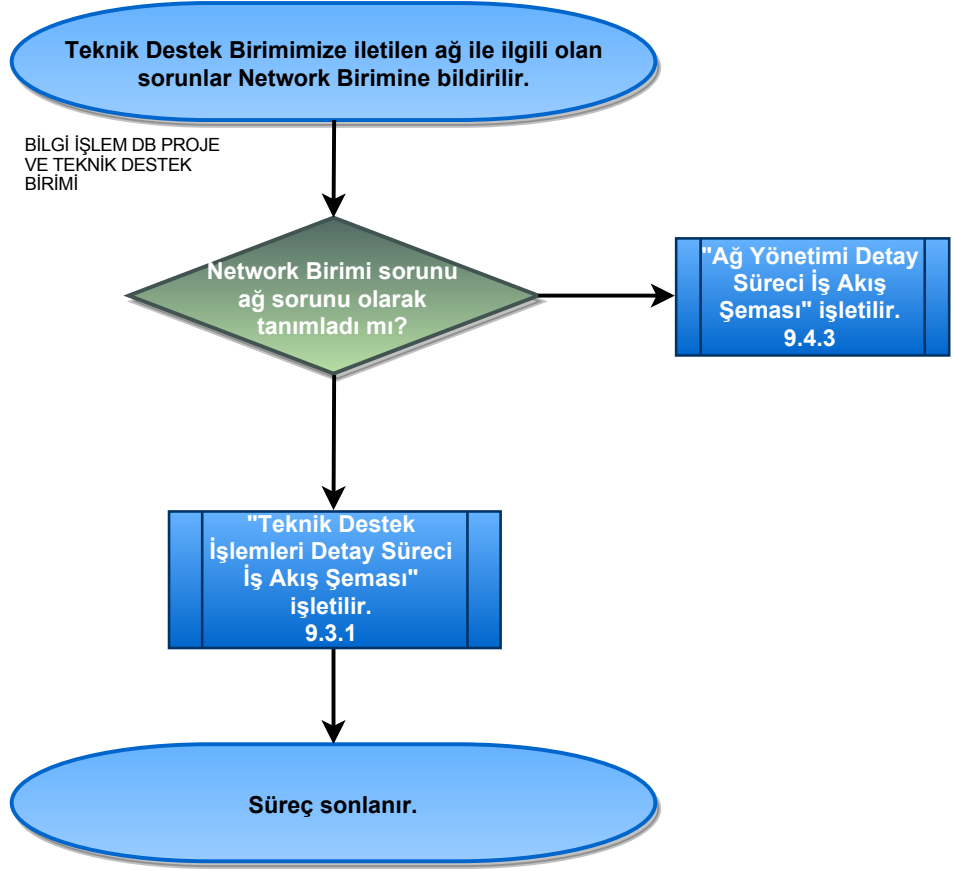 Teknik Destek Birimimize iletilen ağ ile ilgili olan
sorunlar Network Birimine bildirilir.
BİLGİ İŞLEM DB PROJE
VE TEKNİK DESTEK
BİRİMİ
Network Birimi sorunu
ağ sorunu olarak
tanımladı mı?
"Ağ Yönetimi Detay
Süreci İş Akış
Şeması" işletilir.
9.4.3
"Teknik Destek
İşlemleri Detay Süreci
İş Akış Şeması"
işletilir.
9.3.1
Süreç sonlanır.